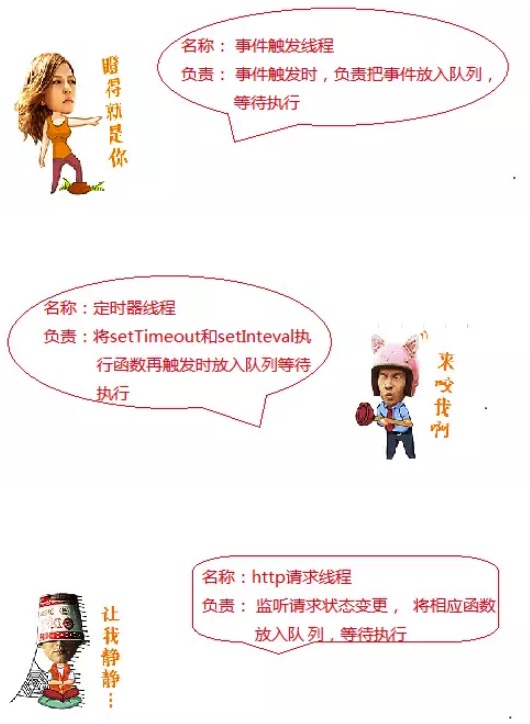 名称： 事件触发线程
负责： 事件触发时，负责把事件放入队列，
等待执行
瞪得就是你
名称：定时器线程
负责：将setTimeout和setInteval执
行函数再触发时放入队列等待
执行
来咬我啊
名称：http请求线程
负责： 监听请求状态变更， 将相应函数
放入队列，等待执行
让我静静…